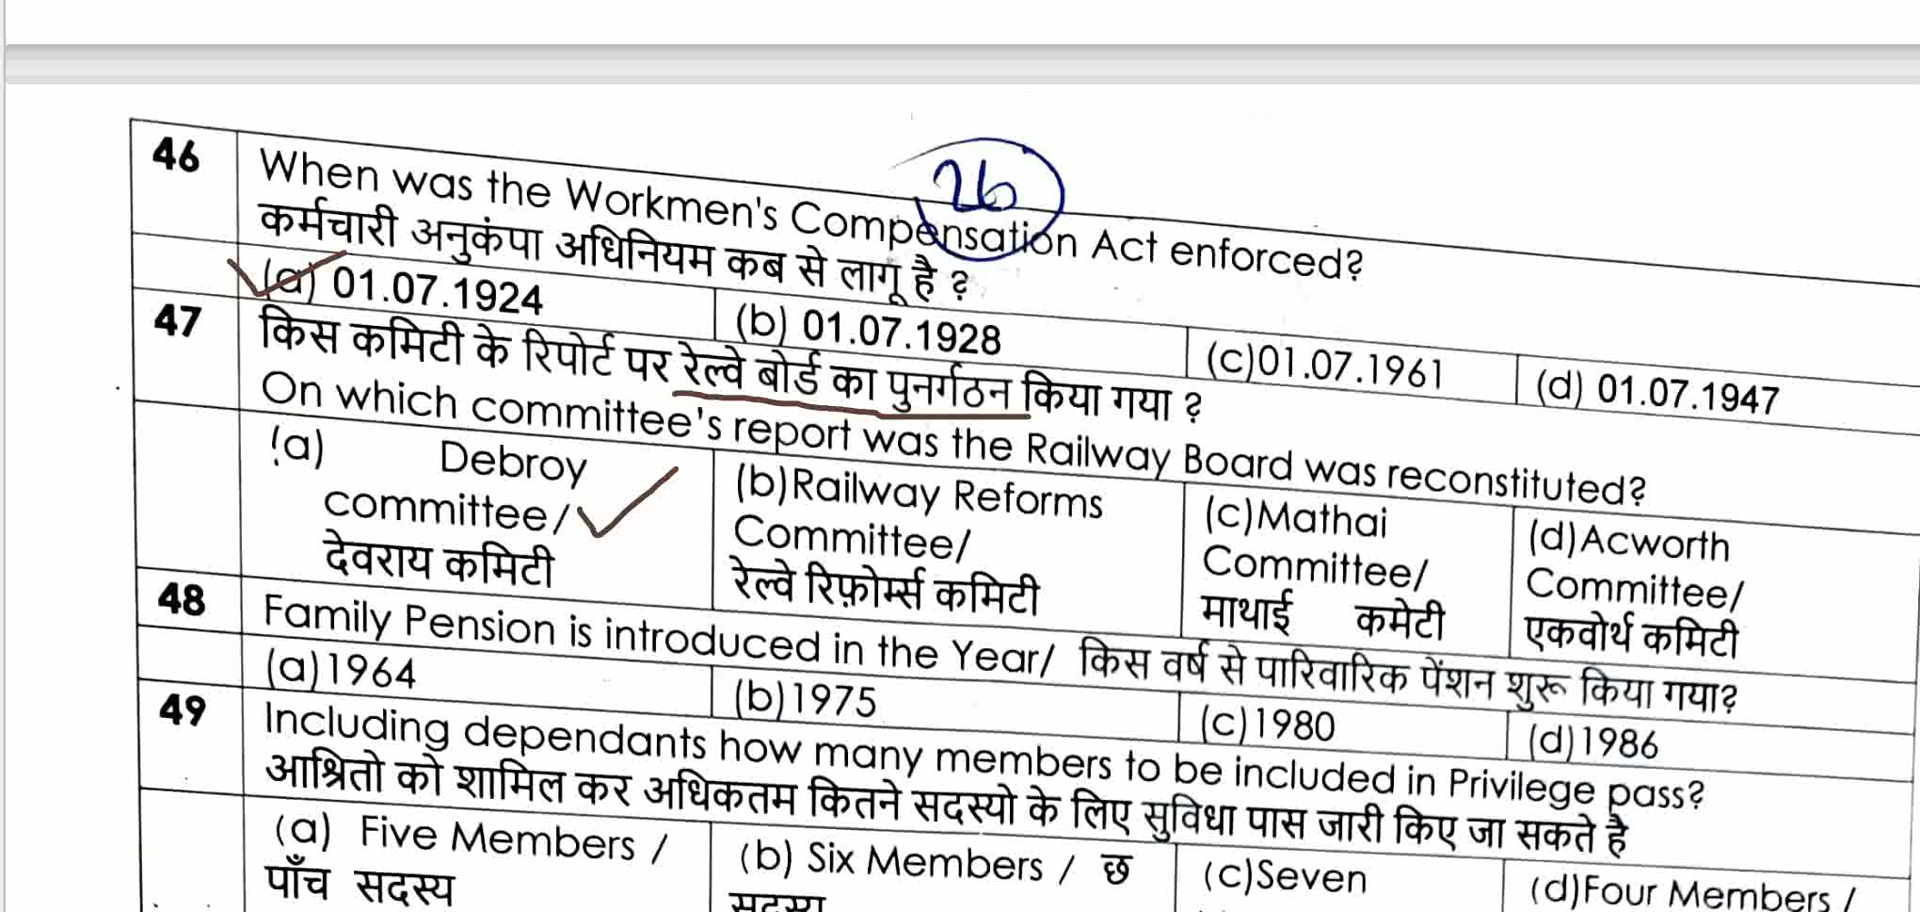 26
46 When was the Workmen's Compensation Act enforced?
कर्मचारी अनुकंपा अधिनियम कब से लागू है ?
(a) 01.07.1924 (b) 01.07.1928 (c)01.07.1961 (d) 01.07.1947
47 किस कमिटी के रिपोर्ट पर रेल्वे बोर्ड का पुनर्गठन किया गया ?
On which committee's report was the Railway Board was reconstituted?
(a) Debroy
committee/
देवराय कमिटी
(b)Railway Reforms
Committee/
रेल्वे रिफ़ोर्म्स कमिटी
(c)Mathai
Committee/
माथाई कमेटी
(d)Acworth
Committee/
एकवोर्थ कमिटी
48 Family Pension is introduced in the Year/ किस वर्ष से पारिवारिक पेंशन शुरू किया गया?
(a)1964 (b)1975 (c)1980 (d)1986
49 Including dependants how many members to be included in Privilege pass?
आश्रितो को शामिल कर अधिकतम कितने सदस्यो के लिए सुविधा पास जारी किए जा सकते है
(a) Five Members /
पाँच सदस्य
(b) Six Members / छ
(c)Seven
(d)Four Members /